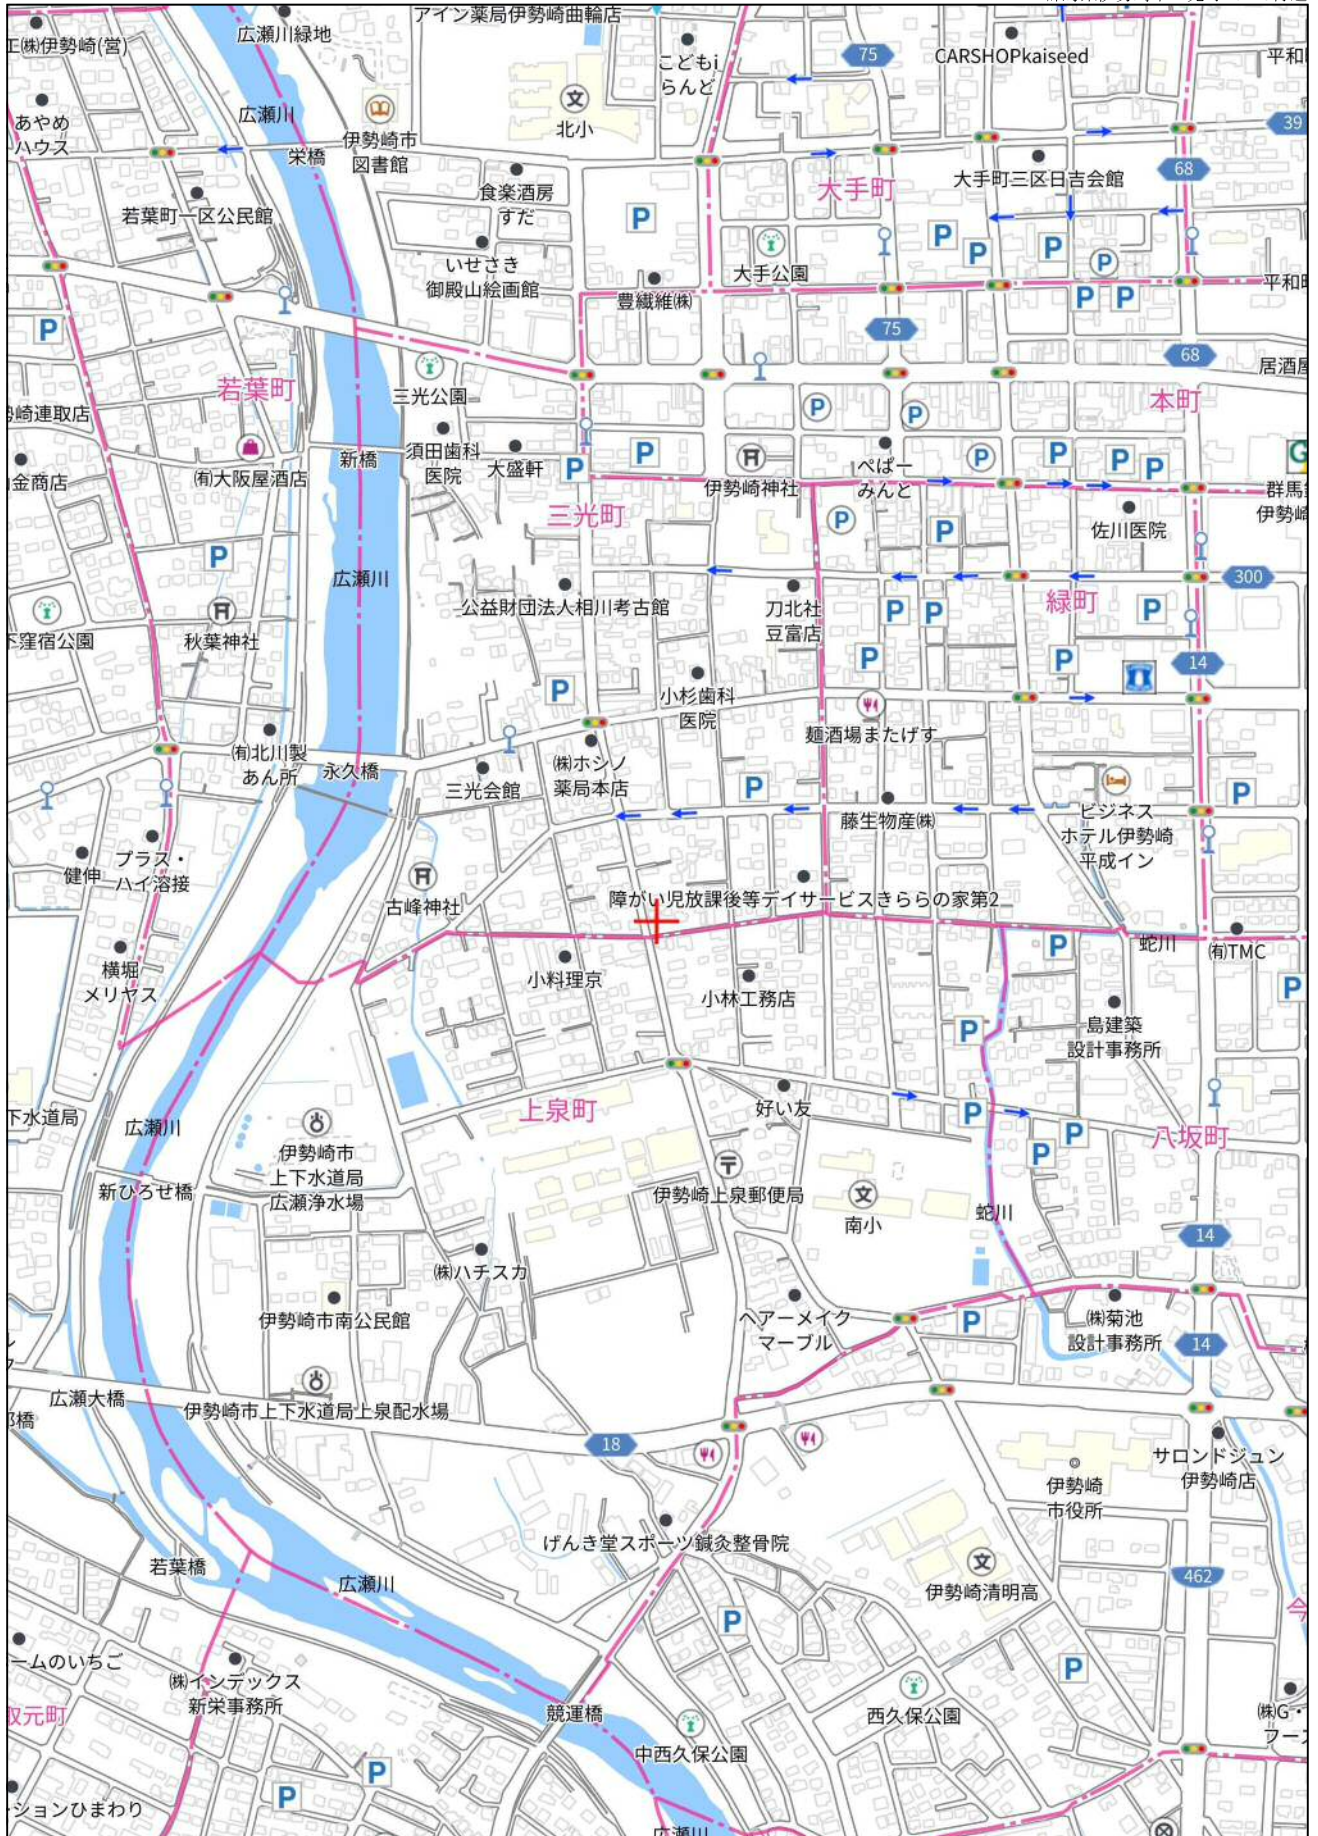 アイン薬局伊勢崎曲輪店
広瀬川緑地
工㈱伊勢崎(営)
こどもi
らんど
75
CARSHOPkaiseed
平和
あやめ
ハウス
広瀬川
伊勢崎市
図書館
文
北小
39
栄橋
食楽酒房
すだ
大手町
大手町三区日吉会館
68
若葉町一区公民館
P
P
P
P
P
いせさき
御殿山絵画館
大手公園
豊繊維㈱
平和町
P
P
P
75
68
若葉町
三光公園
居酒屋
勢崎連取店
P
P
本町
新橋
須田歯科
医院
大盛軒
P
P
伊勢崎神社
ぺぱー
みんと
P
P
P
P
G
金商店
㈲大阪屋酒店
群馬
伊勢崎
三光町
P
P
佐川医院
P
広瀬川
300
公益財団法人相川考古館
刀北社
豆富店
緑町
P
P
P
窪宿公園
秋葉神社
P
P
14
P
小杉歯科
医院
麺酒場またげす
㈲北川製
あん所
永久橋
三光会館
㈱ホシノ
薬局本店
P
P
藤生物産㈱
ビジネス
ホテル伊勢崎
平成イン
プラス・
ハイ溶接
健伸
古峰神社
障がい児放課後等デイサービスきららの家第2
P
蛇川
㈲TMC
横堀
メリヤス
小料理京
小林工務店
P
島建築
設計事務所
P
下水道局
広瀬川
上泉町
好い友
P
P
P
八坂町
伊勢崎市
上下水道局
広瀬浄水場
新ひろせ橋
〒
伊勢崎上泉郵便局
文
南小
蛇川
14
㈱ハチスカ
伊勢崎市南公民館
ヘアーメイク
マーブル
P
㈱菊池
設計事務所
14
広瀬大橋
伊勢崎市上下水道局上泉配水場
18
サロンドジュン
伊勢崎店
伊勢崎
市役所
げんき堂スポーツ鍼灸整骨院
若葉橋
広瀬川
文
伊勢崎清明高
462
今
P
ームのいちご
㈱インデックス
新栄事務所
P
取元町
競運橋
西久保公園
㈱G・
フー
中西久保公園
P
P
ションひまわり
広瀬川